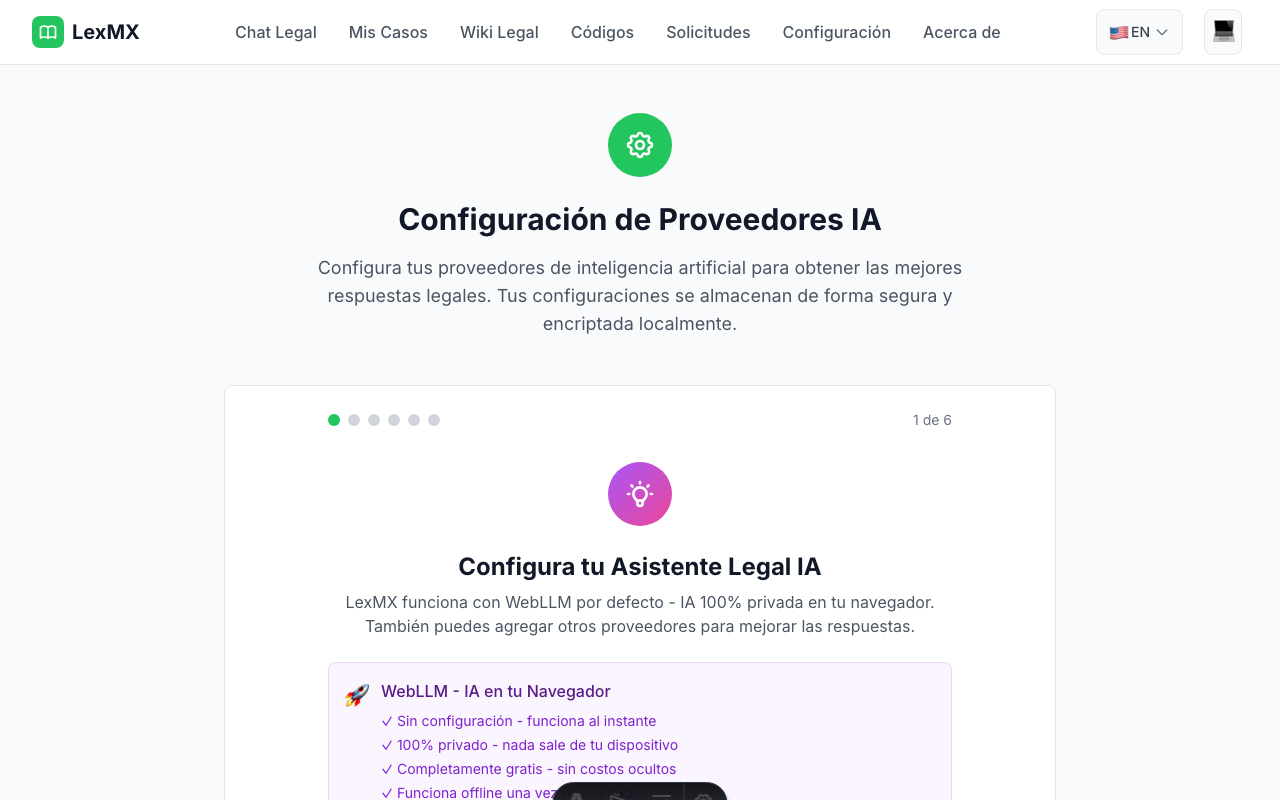 LexMX
Chat Legal
Mis Casos
Wiki Legal
Códigos
Solicitudes
Configuración
Acerca de
EN
Configuración de Proveedores IA
Configura tus proveedores de inteligencia artificial para obtener las mejores
respuestas legales. Tus configuraciones se almacenan de forma segura y
encriptada localmente.
1 de 6
Configura tu Asistente Legal IA
LexMX funciona con WebLLM por defecto - IA 100% privada en tu navegador.
También puedes agregar otros proveedores para mejorar las respuestas.
WebLLM - IA en tu Navegador
✓ Sin configuración - funciona al instante
✓ 100% privado - nada sale de tu dispositivo
✓ Completamente gratis - sin costos ocultos
✓ Funciona offline una vez